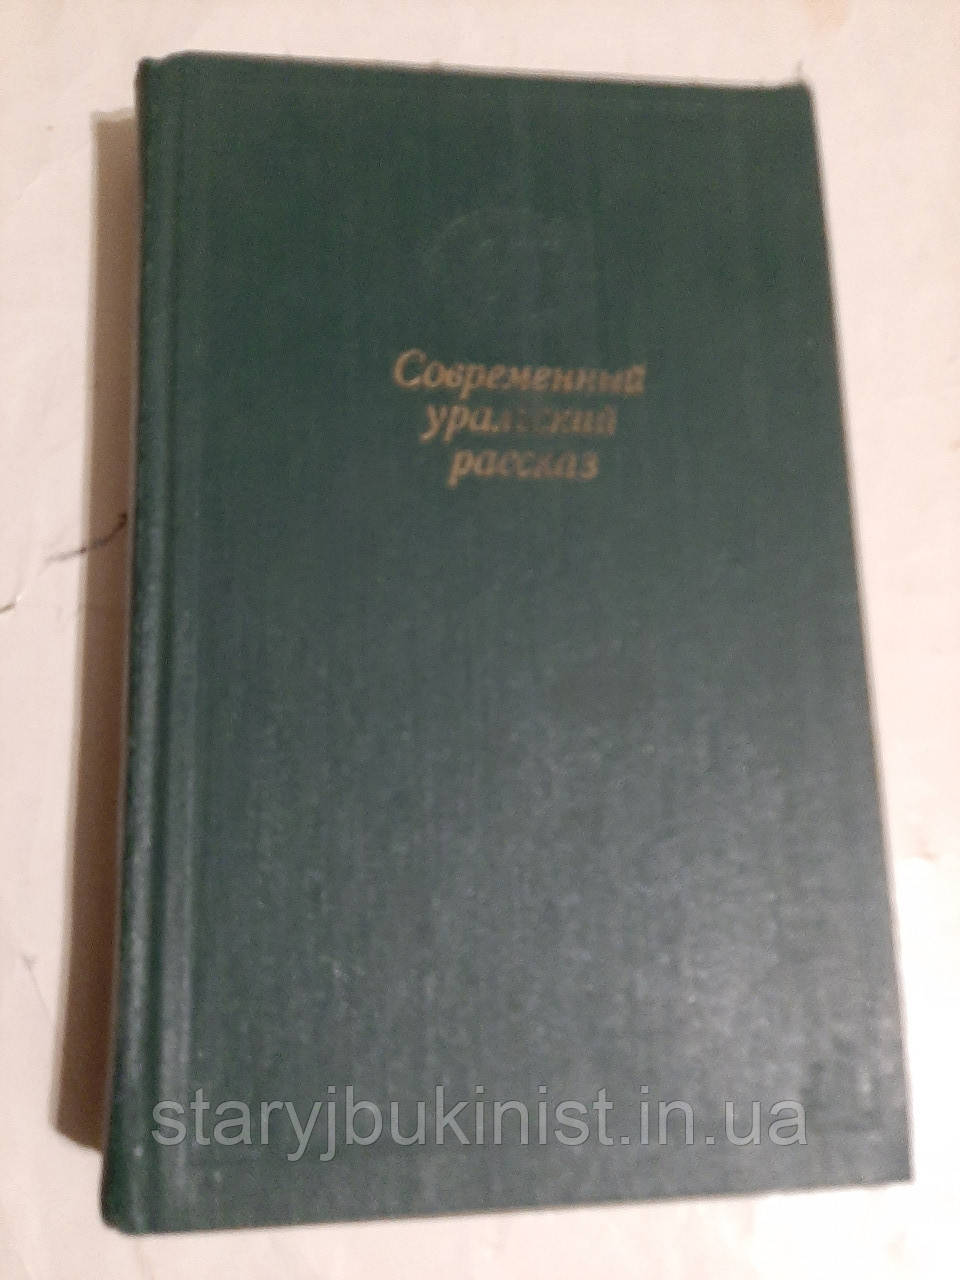 Современный
уральский
рассказ
staryjbukinist.in.ua